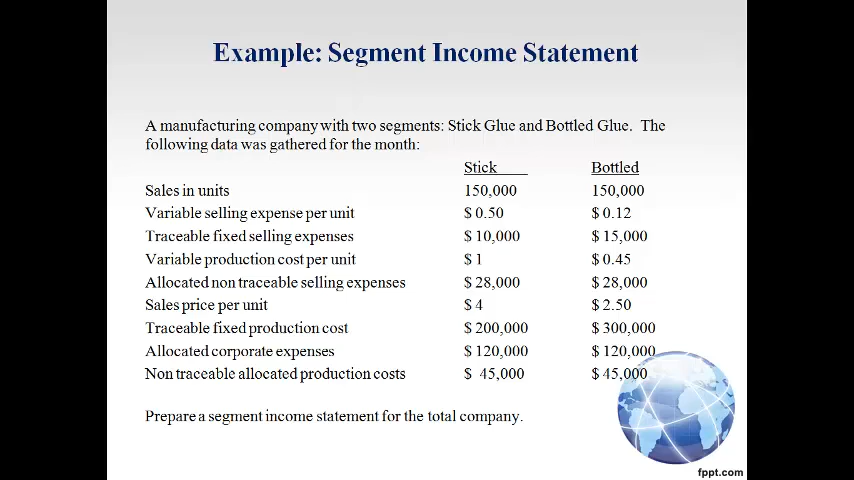 Example: Segment Income Statement
A manufacturing company with two segments: Stick Glue and Bottled Glue. The
following data was gathered for the month:
Stick Bottled
Sales in units 150,000 150,000
Variable selling expense per unit $ 0.50 $ 0.12
Traceable fixed selling expenses $ 10,000 $ 15,000
Variable production cost per unit $ 1 $ 0.45
Allocated non traceable selling expenses $ 28,000 $ 28,000
Sales price per unit $ 4 $ 2.50
Traceable fixed production cost $ 200,000 $ 300,000
Allocated corporate expenses $ 120,000 $ 120,000
Non traceable allocated production costs $ 45,000 $ 45,000
Prepare a segment income statement for the total company.
fppt.com